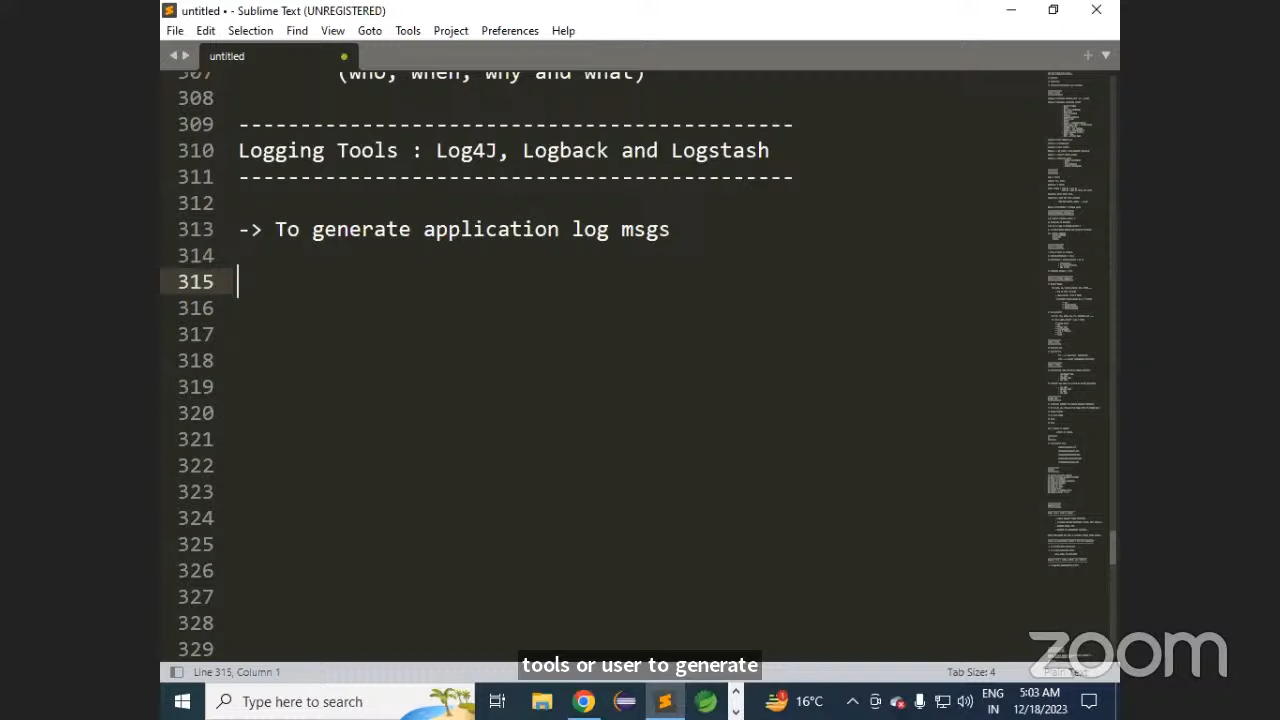 untitled • - Sublime Text (UNREGISTERED)
File Edit Selection Find View Goto Tools Project Preferences Help
untitled
307 (who, when, why and what)
308
309 ---------------------------------------------
310 Logging Tools : Log4J, Logback and Logstash
311 ---------------------------------------------
312
313 -> To generate application log msgs
314
315
316
317
318
319
320
321
322
323
324
325
326
327
328
329
tools or user to generate
zoom
Line 315, Column 1 Tab Size: 4 Plain Text
Type here to search 1 16°C ENG 5:03 AM
IN 12/18/2023